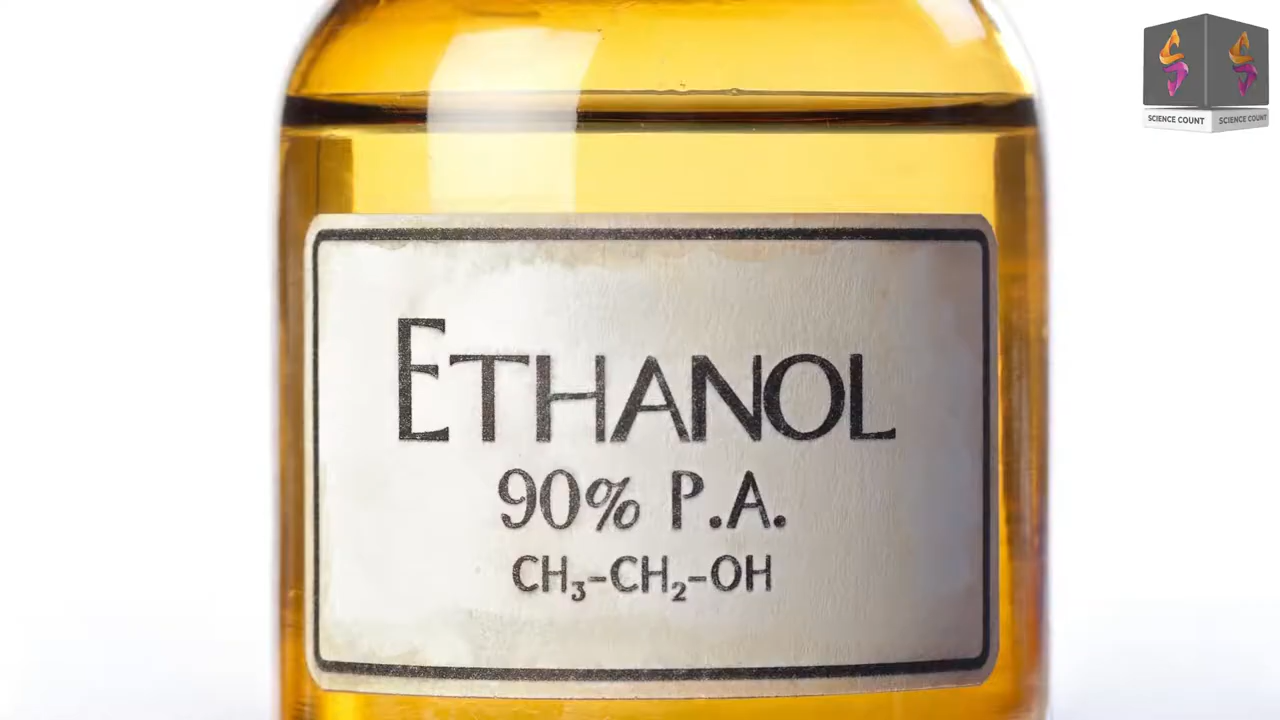 SCIENCE COUNT SCIENCE COUNT
ETHANOL
90% P.A.
CH₃-CH₂-OH